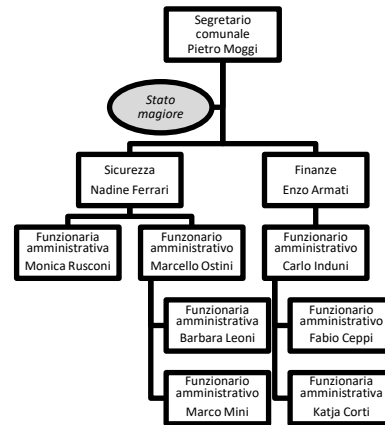 Segretario
comunale
Pietro Moggi
Stato
magiore
Sicurezza
Nadine Ferrari
Finanze
Enzo Armati
Funzionaria
amministrativa
Monica Rusconi
Funzonario
amministrativo
Marcello Ostini
Funzionario
amministrativo
Carlo Induni
Funzionaria
amministrativa
Barbara Leoni
Funzionario
amministrativo
Fabio Ceppi
Funzionario
amministrativo
Marco Mini
Funzionaria
amministrativa
Katja Corti